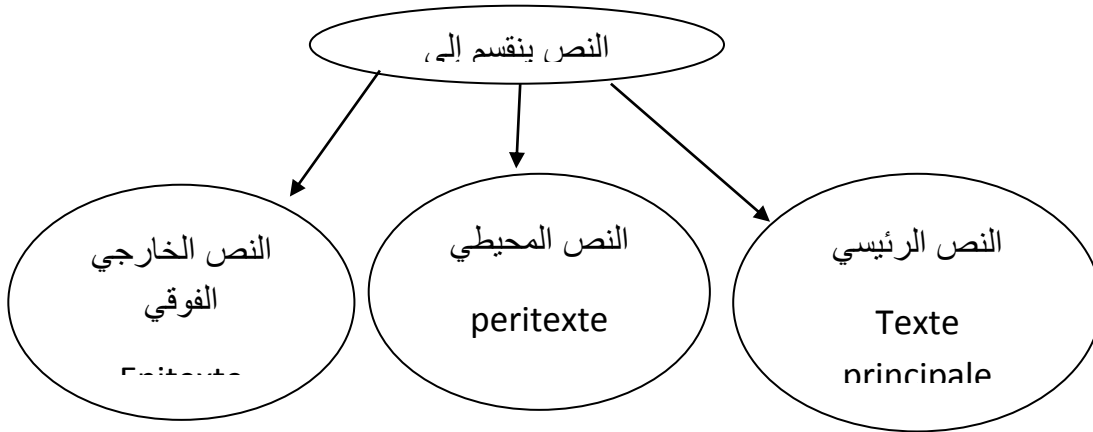 النص ينقسم إلى
النص الرئيسي
Texte
principale
النص المحيطي
peritexte
النص الخارجي
الفوقي
Epitexte